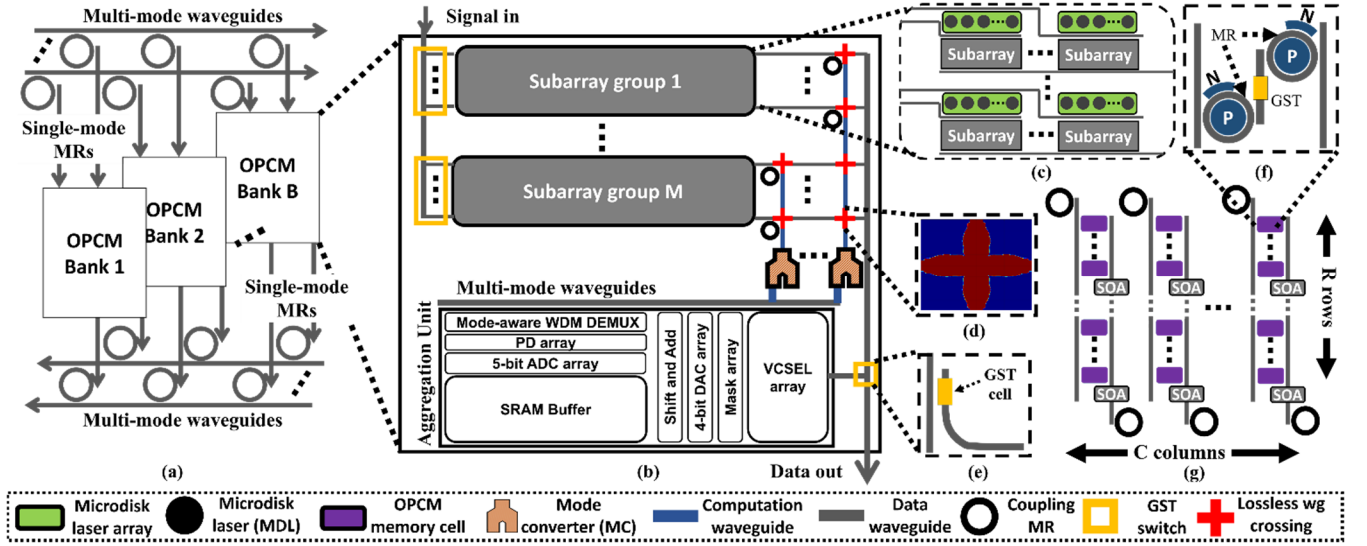 Multi-mode waveguides
Single-mode
MRs
OPCM
Bank B
OPCM
Bank 2
OPCM
Bank 1
Single-mode
MRs
Multi-mode waveguides
(a)
Signal in
Subarray group 1
Subarray group M
Multi-mode waveguides
Aggregation Unit
Mode-aware WDM DEMUX
PD array
5-bit ADC array
SRAM Buffer
Shift and Add
4-bit DAC array
Mask array
VCSEL
array
(b)
Data out
Subarray
Subarray
Subarray
Subarray
(c)
(d)
GST
cell
(e)
MR
N
P
GST
N
P
(f)
SOA
SOA
SOA
SOA
SOA
SOA
R rows
C columns
(g)
Microdisk
laser array
Microdisk
laser (MDL)
OPCM
memory cell
Mode
converter (MC)
Computation
waveguide
Data
waveguide
Coupling
MR
GST
switch
Lossless wg
crossing